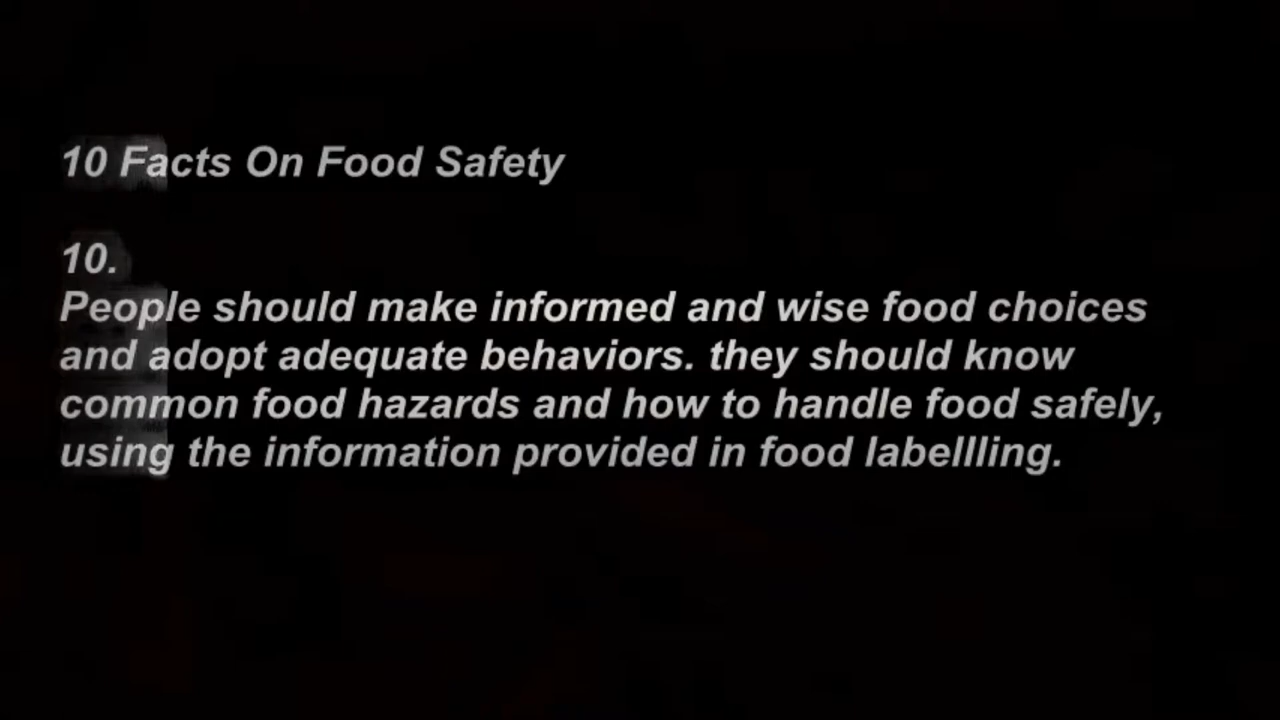 10 Facts On Food Safety
10.
People should make informed and wise food choices
and adopt adequate behaviors. they should know
common food hazards and how to handle food safely,
using the information provided in food labellling.